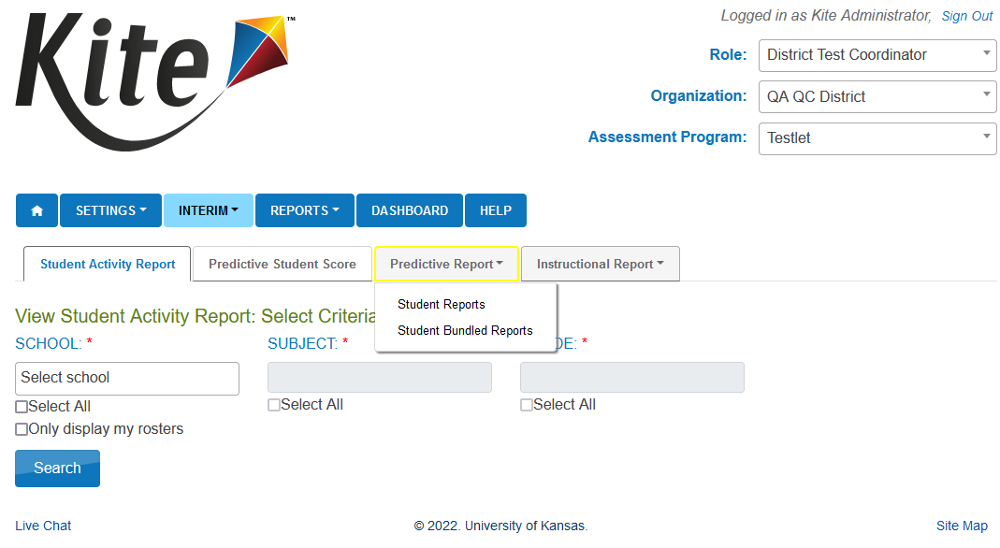 Kite™
Logged in as Kite Administrator, Sign Out
Role: District Test Coordinator
Organization: QA QC District
Assessment Program: Testlet
SETTINGS INTERIM REPORTS DASHBOARD HELP
Student Activity Report Predictive Student Score Predictive Report Instructional Report
Student Reports
Student Bundled Reports
View Student Activity Report: Select Criteria
SCHOOL: * SUBJECT: * DE: *
Select school
Select All Select All Select All
Only display my rosters
Search
Live Chat © 2022. University of Kansas. Site Map